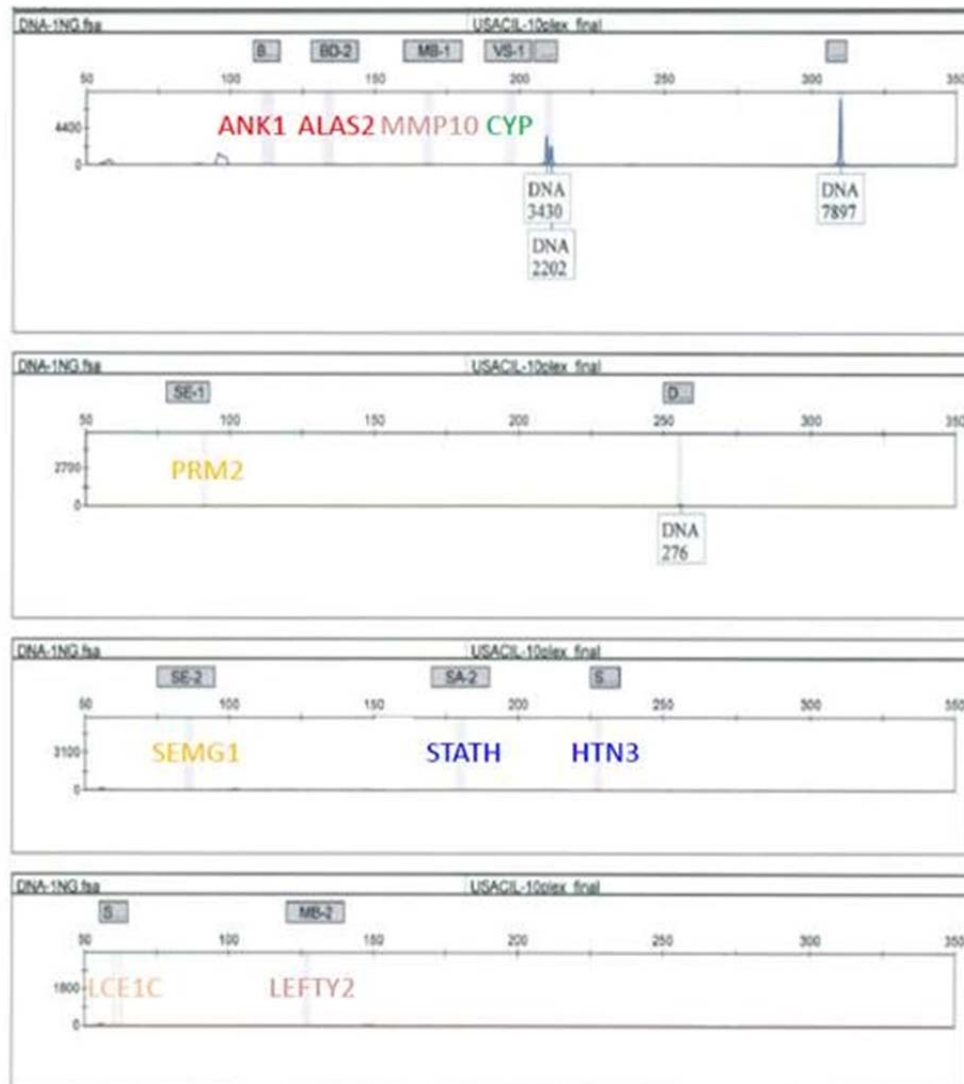 DNA-1NG.fsa USACIL-10plex_final
B... BD-2 MB-1 VS-1 ... ...
50 100 150 200 250 300 350
4400
0
ANK1 ALAS2 MMP10 CYP
DNA
3430
DNA
2202
DNA
7897
DNA-1NG.fsa USACIL-10plex_final
SE-1 D...
50 100 150 200 250 300 350
2700
0
PRM2
DNA
276
DNA-1NG.fsa USACIL-10plex_final
SE-2 SA-2 S...
50 100 150 200 250 300 350
3100
0
SEMG1 STATH HTN3
DNA-1NG.fsa USACIL-10plex_final
S... MB-2
50 100 150 200 250 300 350
1800
0
LCE1C LEFTY2